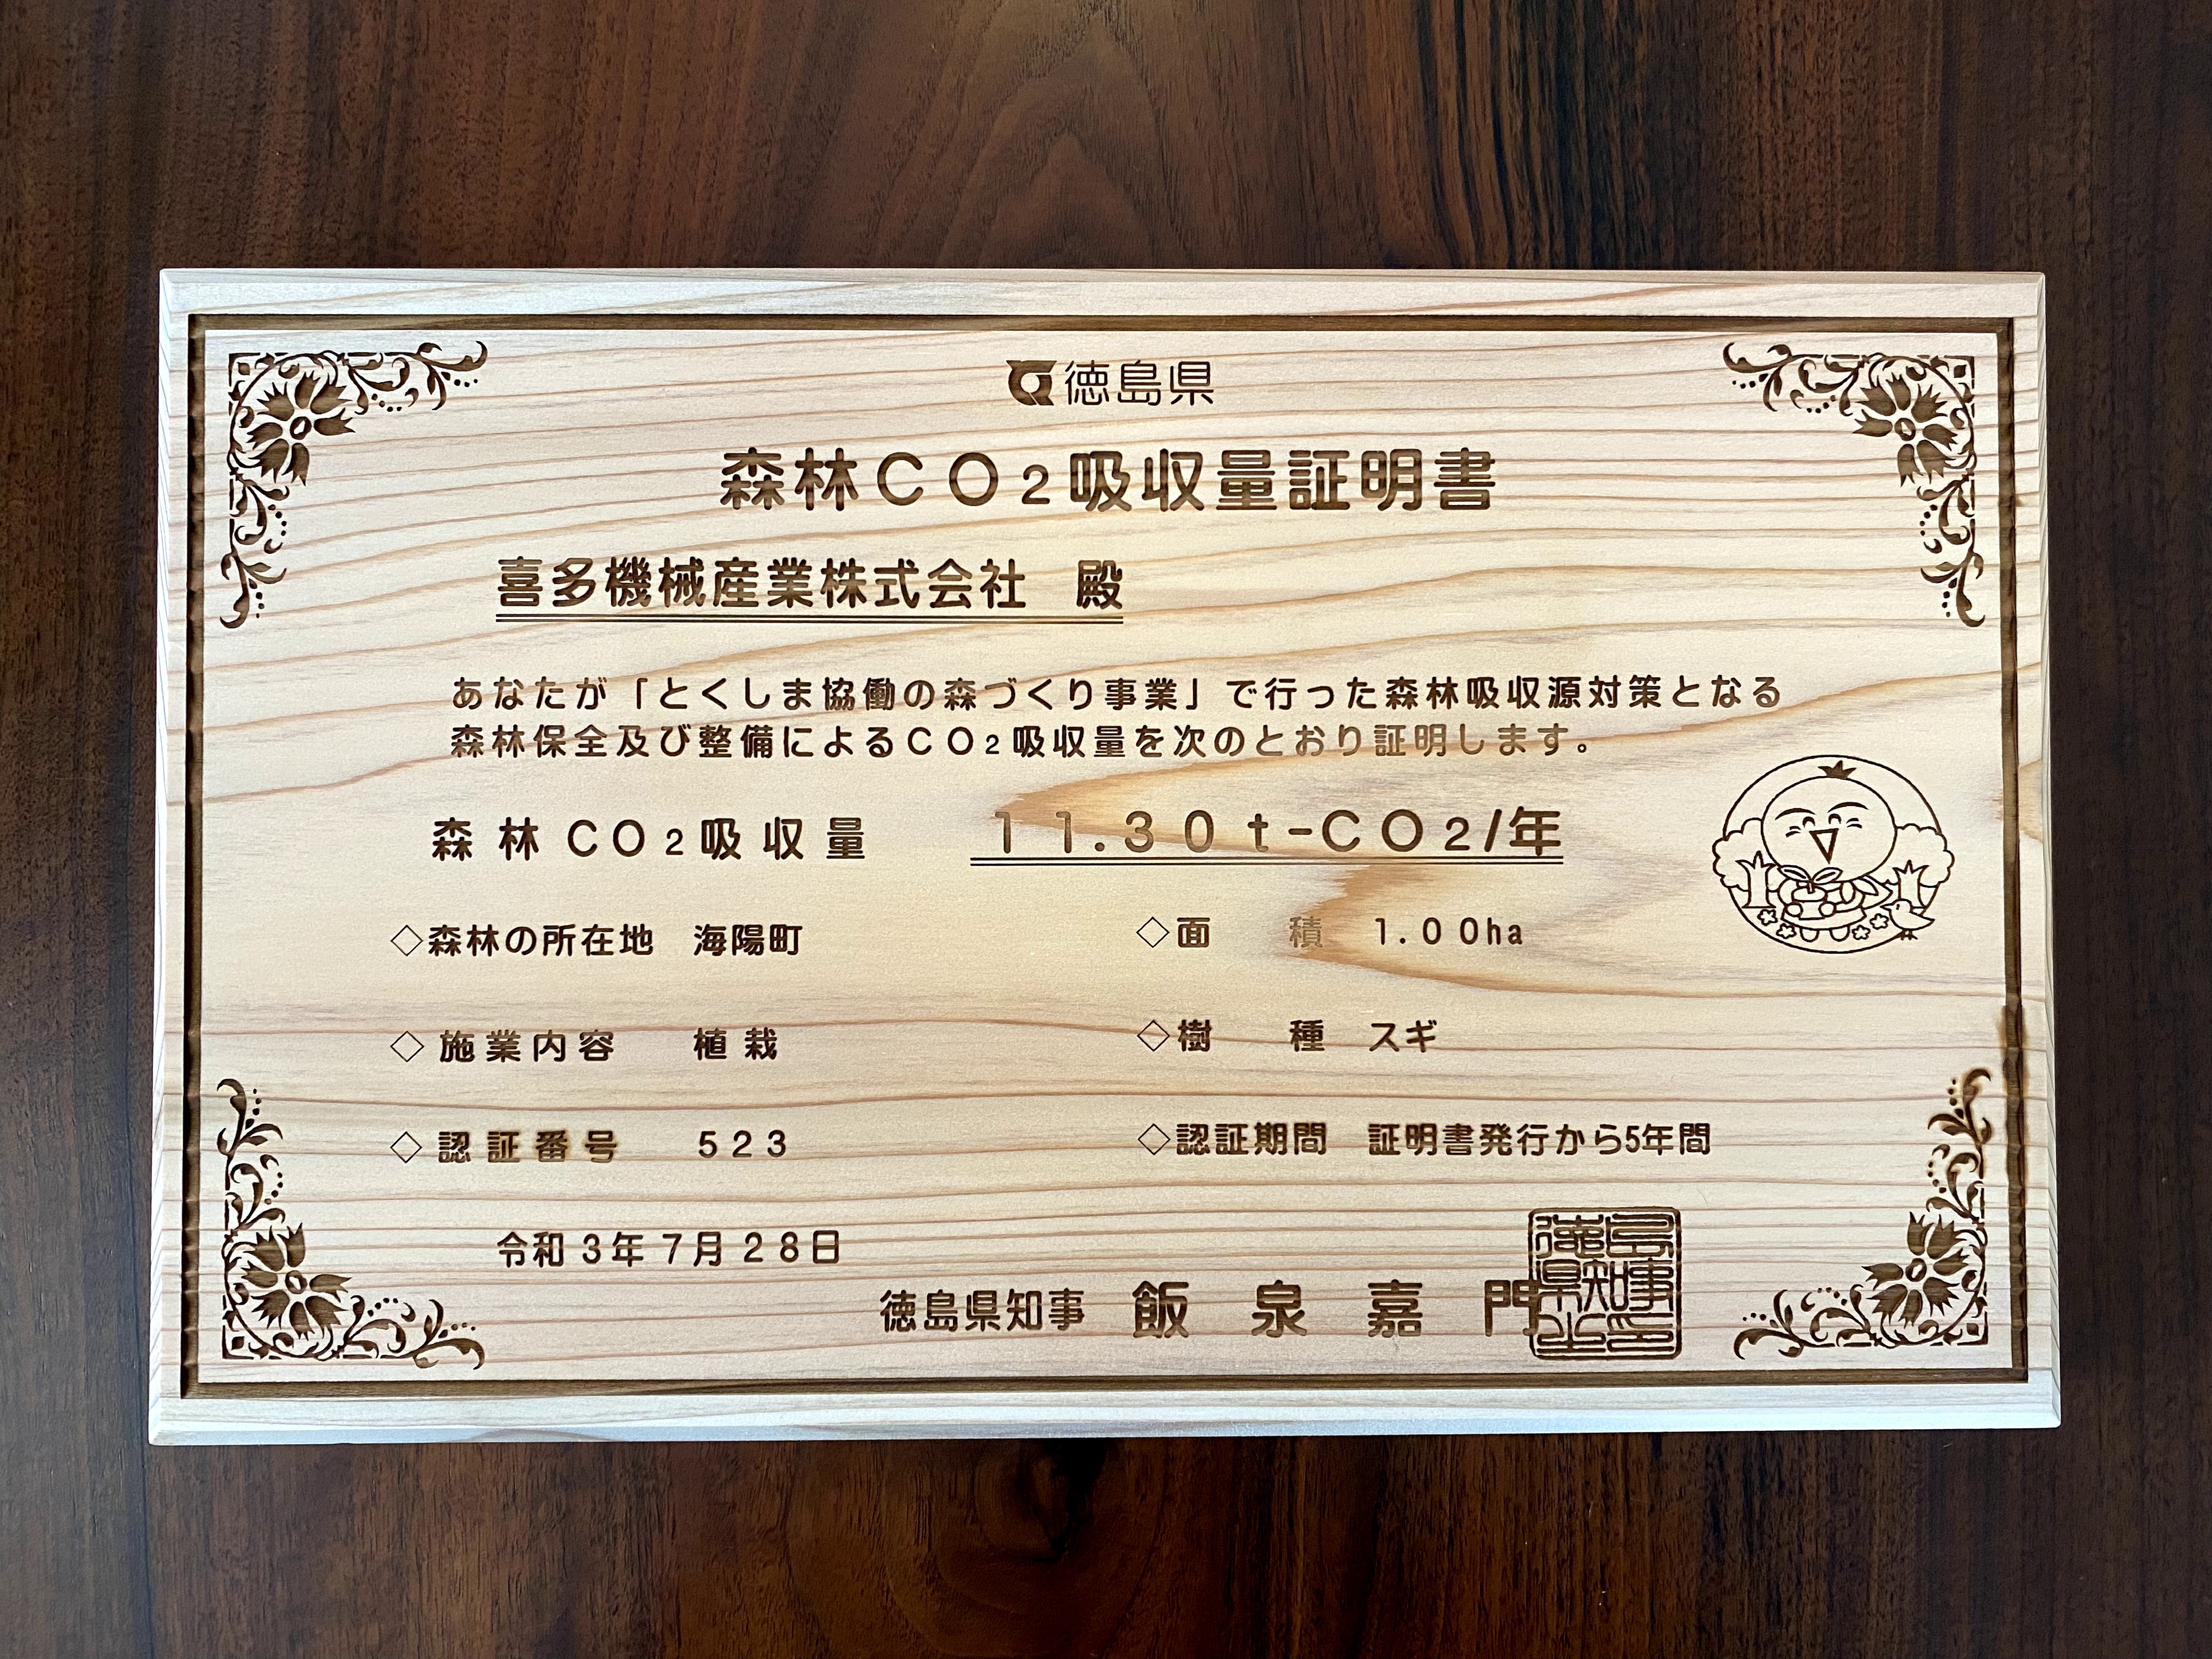 徳島県
森林CO2吸収量証明書
喜多機械産業株式会社　殿
あなたが「とくしま協働の森づくり事業」で行った森林吸収源対策となる
森林保全及び整備によるCO2吸収量を次のとおり証明します。
森林CO2吸収量　11.30t-CO2/年
◇森林の所在地　海陽町　◇面　積　1.00ha
◇施業内容　植栽　◇樹　種　スギ
◇認証番号　523　◇認証期間　証明書発行から5年間
令和3年7月28日
徳島県知事　飯泉嘉門
徳島県知事之印